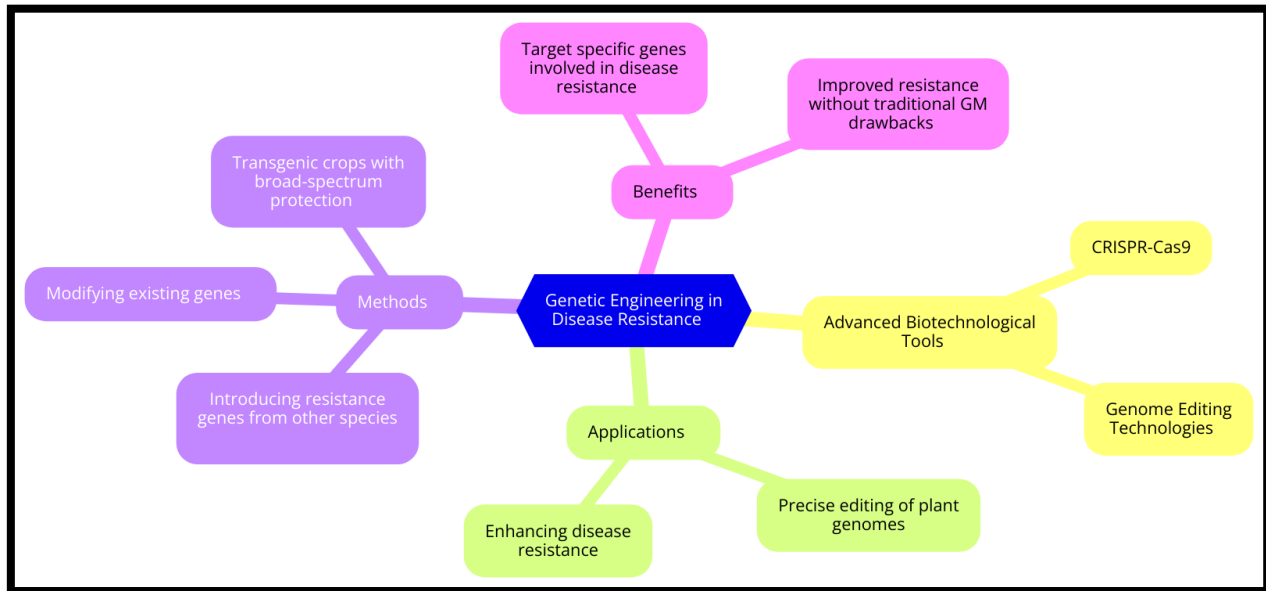 Target specific genes
involved in disease
resistance
Improved resistance
without traditional GM
drawbacks
Benefits
Transgenic crops with
broad-spectrum
protection
Modifying existing genes
Methods
Introducing resistance
genes from other species
Genetic Engineering in
Disease Resistance
CRISPR-Cas9
Advanced Biotechnological
Tools
Genome Editing
Technologies
Applications
Enhancing disease
resistance
Precise editing of plant
genomes